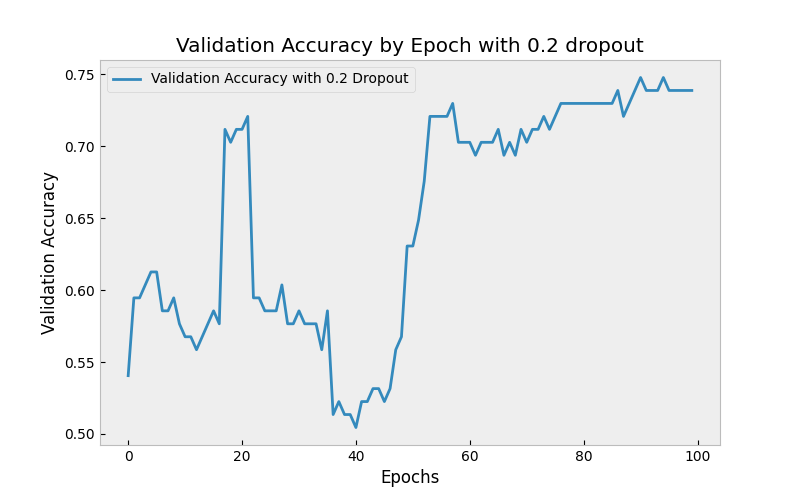 Validation Accuracy by Epoch with 0.2 dropout
Validation Accuracy with 0.2 Dropout
Validation Accuracy
0.75
0.70
0.65
0.60
0.55
0.50
0 20 40 60 80 100
Epochs